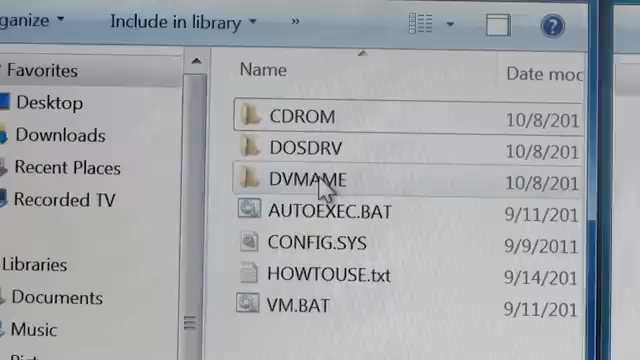 ganize Include in library »
Name Date mod
Favorites
Desktop
Downloads
Recent Places
Recorded TV
Libraries
Documents
Music
CDROM 10/8/201
DOSDRV 10/8/201
DVMAME 10/8/201
AUTOEXEC.BAT 9/11/201
CONFIG.SYS 9/9/2011
HOWTOUSE.txt 9/14/201
VM.BAT 9/11/201